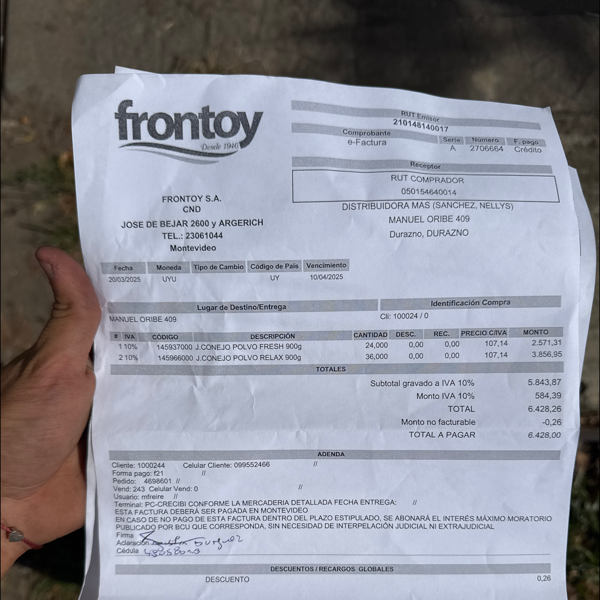 frontoy
Desde 1940
RUT Emisor
210148140017
Comprobante Serie Número F. pago
e-Factura A 2706664 Crédito
Receptor
RUT COMPRADOR
050154640014
DISTRIBUIDORA MAS (SANCHEZ, NELLYS)
MANUEL ORIBE 409
Durazno, DURAZNO
FRONTOY S.A.
CND
JOSE DE BEJAR 2600 y ARGERICH
TEL.: 23061044
Montevideo
Fecha Moneda Tipo de Cambio Código de País Vencimiento
20/03/2025 UYU UY 10/04/2025
Lugar de Destino/Entrega Identificación Compra
MANUEL ORIBE 409 Cli: 100024 / 0
# IVA CÓDIGO DESCRIPCIÓN CANTIDAD DESC. REC. PRECIO C/IVA MONTO
1 10% 145937000 J.CONEJO POLVO FRESH 900g 24,000 0,00 0,00 107,14 2.571,31
2 10% 145966000 J.CONEJO POLVO RELAX 900g 36,000 0,00 0,00 107,14 3.856,95
TOTALES
Subtotal gravado a IVA 10% 5.843,87
Monto IVA 10% 584,39
TOTAL 6.428,26
Monto no facturable -0,26
TOTAL A PAGAR 6.428,00
ADENDA
Cliente: 1000244 Celular Cliente: 099552466 //
Forma pago: f21 //
Pedido: 4698601 //
Vend: 243 Celular Vend: 0 //
Usuario: mfreire //
Terminal: PC-CRECIBI CONFORME LA MERCADERIA DETALLADA FECHA ENTREGA: //
ESTA FACTURA DEBERÁ SER PAGADA EN MONTEVIDEO
EN CASO DE NO PAGO DE ESTA FACTURA DENTRO DEL PLAZO ESTIPULADO, SE ABONARÁ EL INTERÉS MÁXIMO MORATORIO
PUBLICADO POR BCU QUE CORRESPONDA, SIN NECESIDAD DE INTERPELACIÓN JUDICIAL NI EXTRAJUDICIAL
Firma
Aclaración
Cédula
DESCUENTOS / RECARGOS GLOBALES
DESCUENTO 0,26